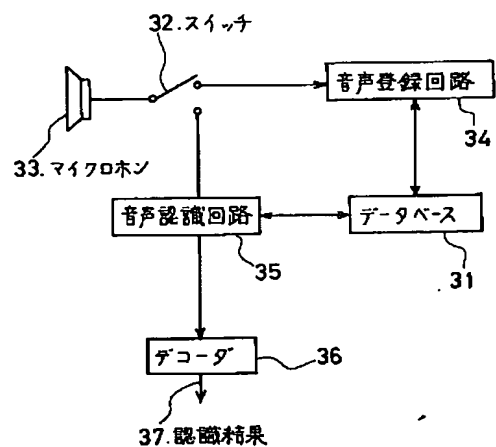 32.スイッチ
音声登録回路
34
33.マイクロホン
音声認識回路
35
データベース
31
デコーダ
36
37.認識結果